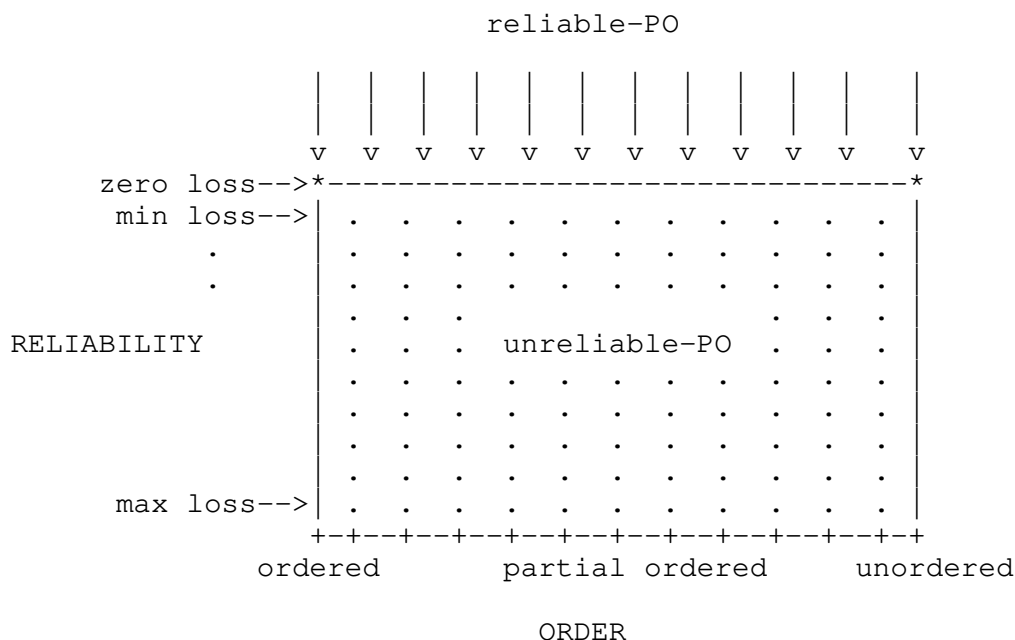 reliable-PO
| | | | | | | | | | | |
| | | | | | | | | | | |
| | | | | | | | | | | |
v v v v v v v v v v v v
zero loss-->*---------------------------------*
min loss-->| . . . . . . . . . . . |
. | . . . . . . . . . . . |
. | . . . . . . . . . . . |
| . . . . . . |
RELIABILITY | . . . unreliable-PO . . . |
| . . . . . . . . . . . |
| . . . . . . . . . . . |
| . . . . . . . . . . . |
| . . . . . . . . . . . |
max loss-->| . . . . . . . . . . . |
+-+--+--+--+--+--+--+--+--+--+--+-+
ordered partial ordered unordered
ORDER